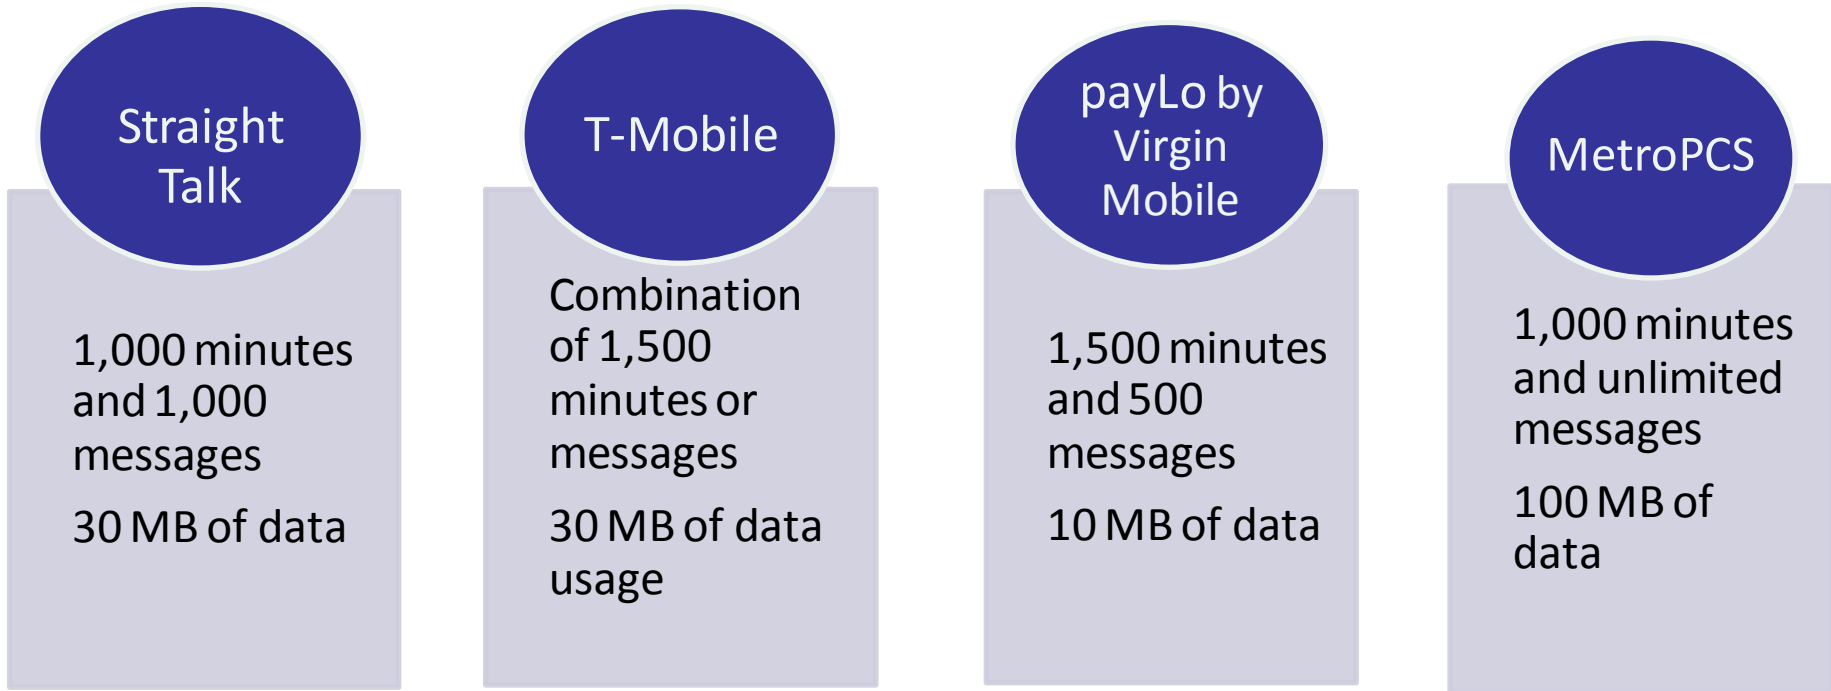 Straight
Talk
1,000 minutes
and 1,000
messages
30 MB of data
T-Mobile
Combination
of 1,500
minutes or
messages
30 MB of data
usage
payLo by
Virgin
Mobile
1,500 minutes
and 500
messages
10 MB of data
MetroPCS
1,000 minutes
and unlimited
messages
100 MB of
data